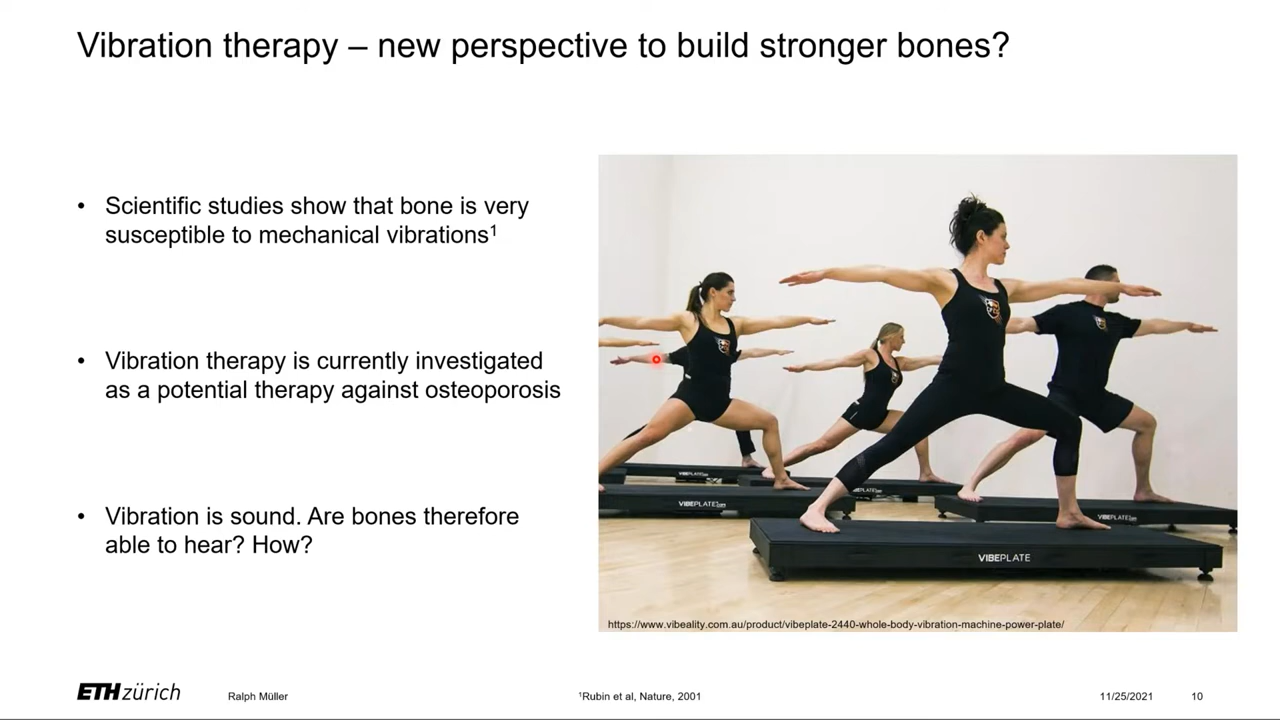 Vibration therapy – new perspective to build stronger bones?
• Scientific studies show that bone is very
susceptible to mechanical vibrations¹
• Vibration therapy is currently investigated
as a potential therapy against osteoporosis
• Vibration is sound. Are bones therefore
able to hear? How?
VIBEPLATE
VIBEPLATE
VIBEPLATE
VIBEPLATE
VIBEPLATE
https://www.vibeality.com.au/product/vibeplate-2440-whole-body-vibration-machine-power-plate/
ETH zürich
Ralph Müller
¹Rubin et al, Nature, 2001
11/25/2021
10